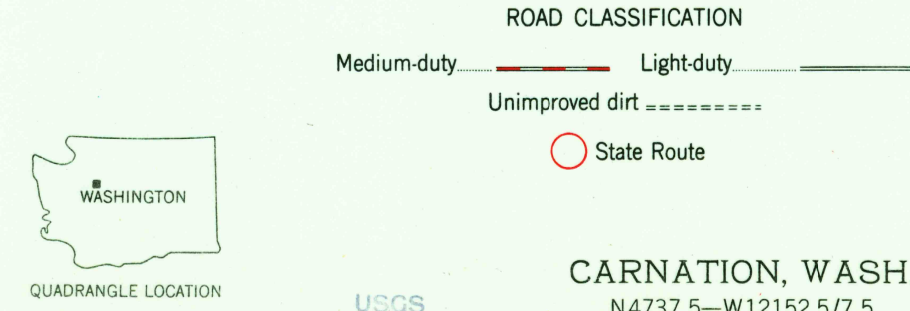 ROAD CLASSIFICATION
Medium-duty Light-duty
Unimproved dirt
State Route
WASHINGTON
QUADRANGLE LOCATION
CARNATION, WASH
USGS
N4737.5—W12152.5/7.5